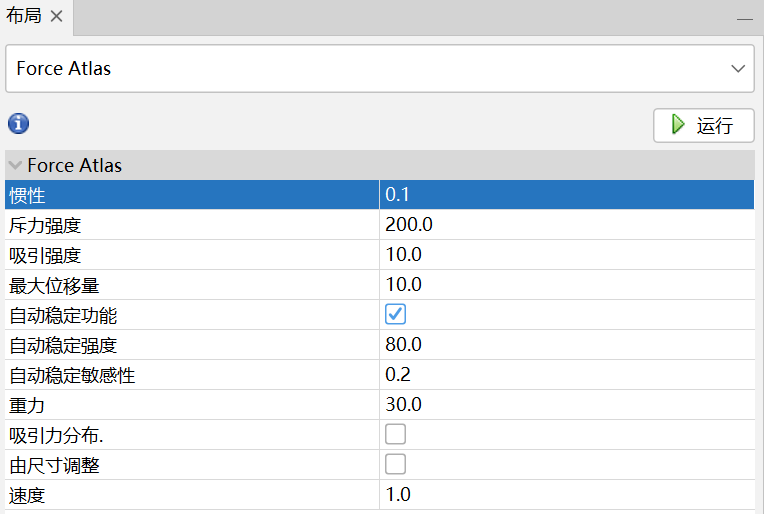 布局
Force Atlas
运行
Force Atlas
惯性 0.1
斥力强度 200.0
吸引强度 10.0
最大位移量 10.0
自动稳定功能
自动稳定强度 80.0
自动稳定敏感性 0.2
重力 30.0
吸引力分布.
由尺寸调整
速度 1.0